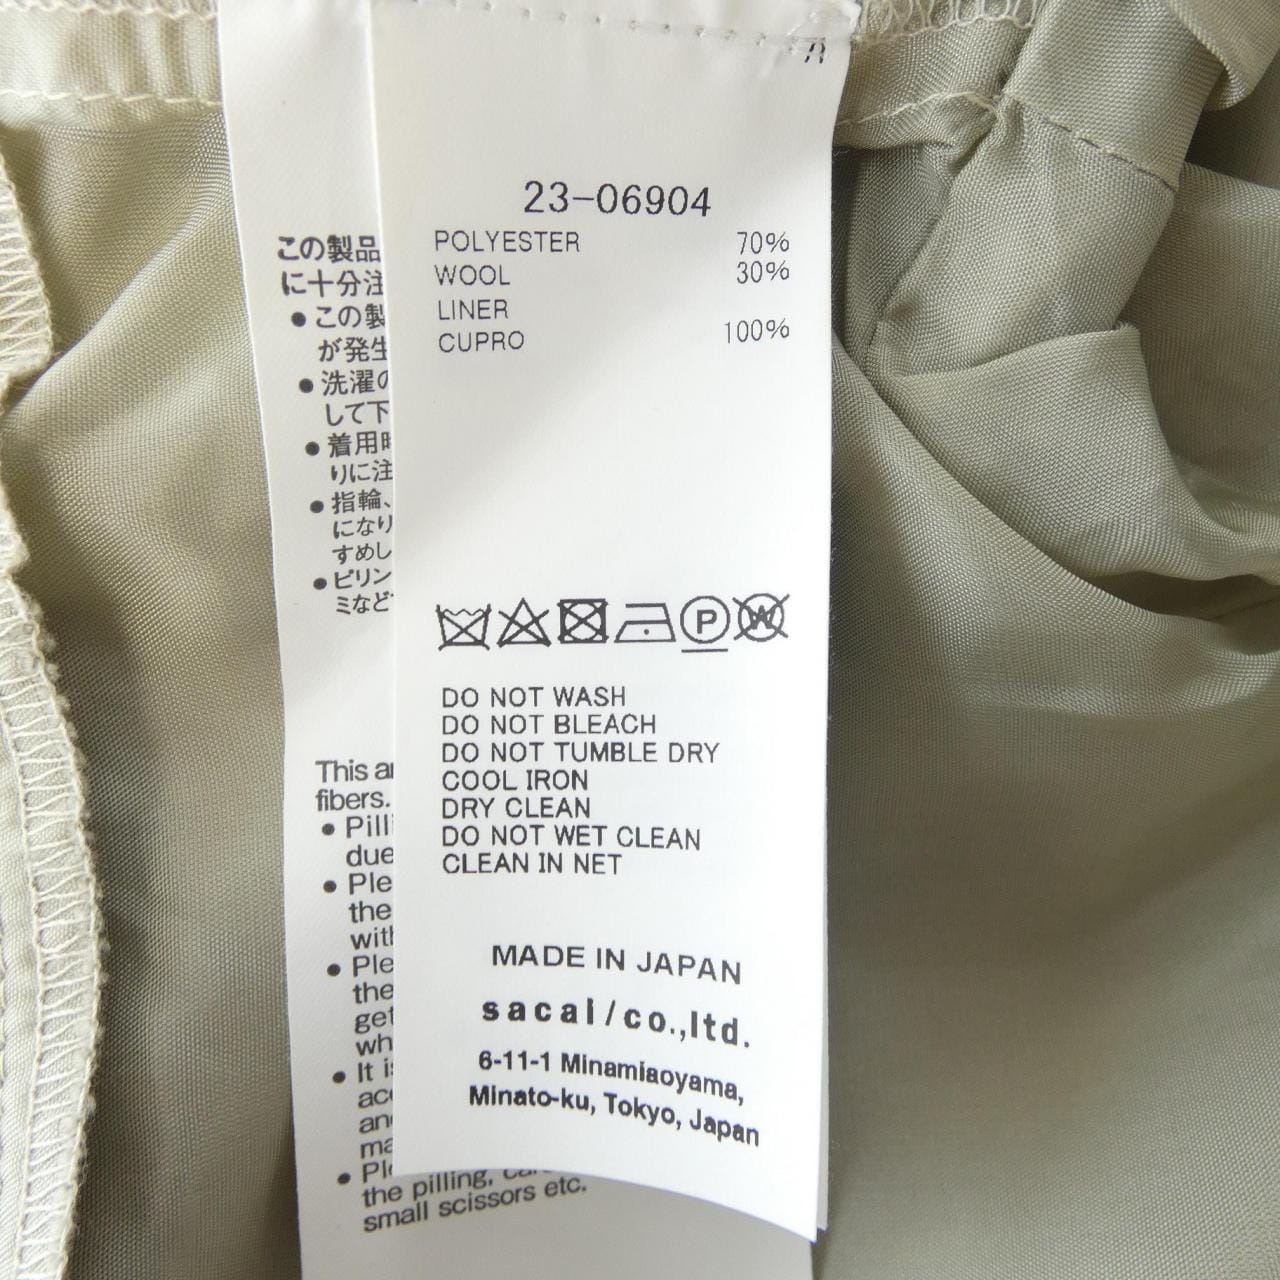 23-06904
POLYESTER 70%
WOOL 30%
LINER
CUPRO 100%
P W
DO NOT WASH
DO NOT BLEACH
DO NOT TUMBLE DRY
COOL IRON
DRY CLEAN
DO NOT WET CLEAN
CLEAN IN NET
MADE IN JAPAN
sacai/co.,ltd.
6-11-1 Minamiaoyama,
Minato-ku, Tokyo, Japan
この製品
に十分注
●この製
が発生
●洗濯の
して下
●着用時
りに注
●指輪、
になり
すめし
●ピリン
ミなど
This
fibers.
● Pilli
due
● Ple
the
with
● Ple
the
get
wh
● It
acc
and
ma
● Pl
the pilling,
small scissors etc.